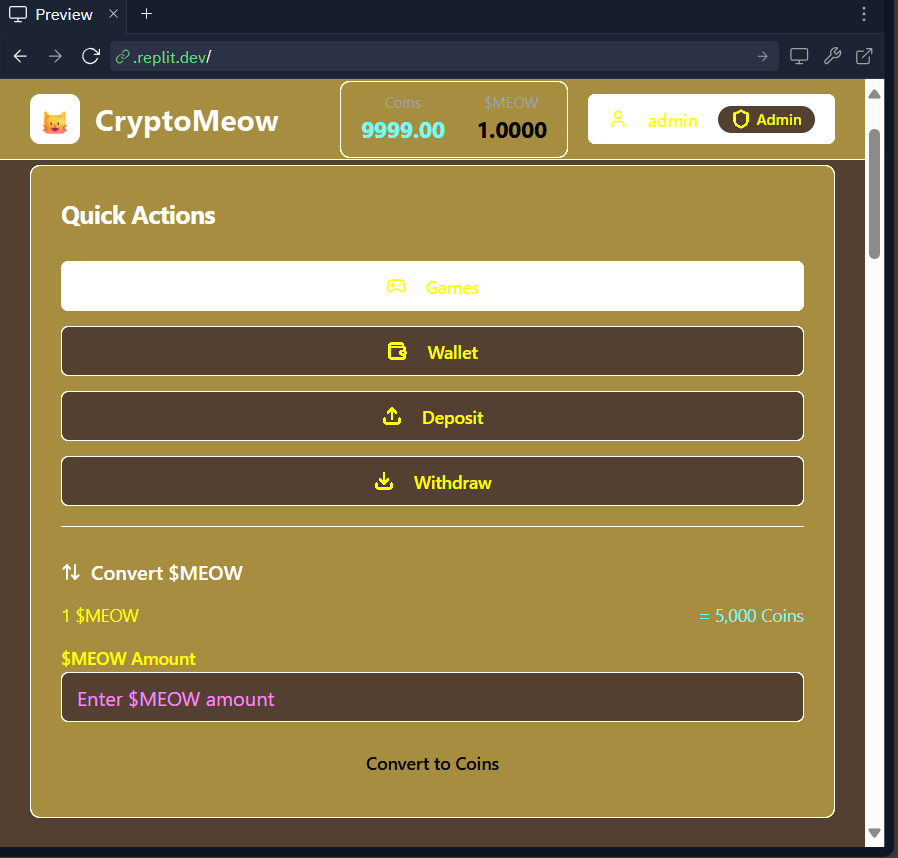 Preview
.replit.dev/
CryptoMeow
Coins
9999.00
$MEOW
1.0000
admin
Admin
Quick Actions
Games
Wallet
Deposit
Withdraw
Convert $MEOW
1 $MEOW
= 5,000 Coins
$MEOW Amount
Enter $MEOW amount
Convert to Coins